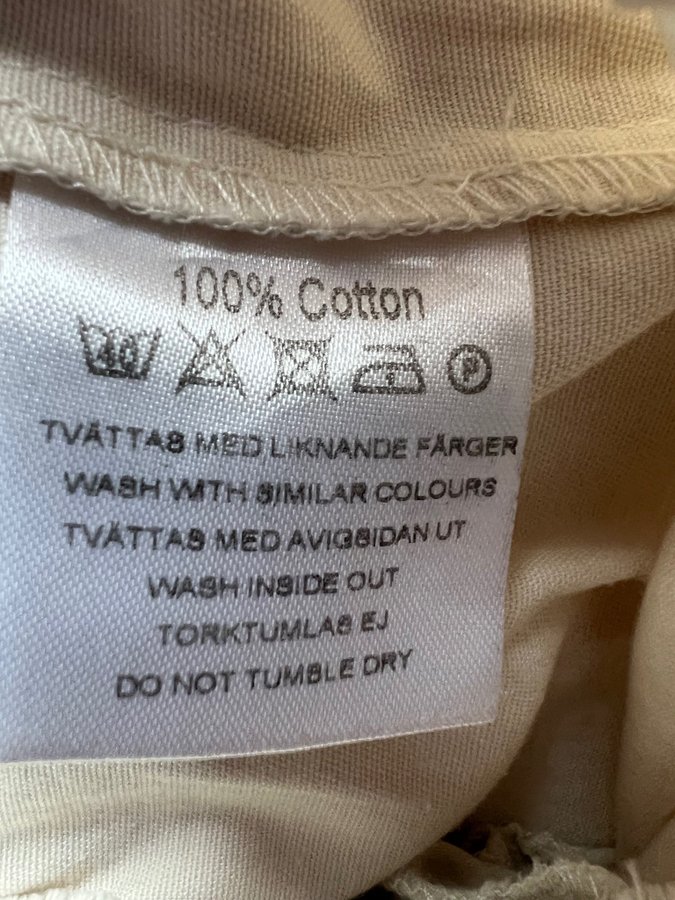 100% Cotton
40 P
TVÄTTAS MED LIKNANDE FÄRGER
WASH WITH SIMILAR COLOURS
TVÄTTAS MED AVIGSIDAN UT
WASH INSIDE OUT
TORKTUMLAS EJ
DO NOT TUMBLE DRY